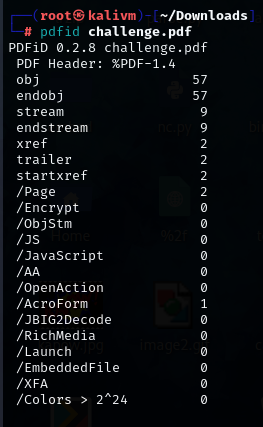 (root㉿kalivm)-[~/Downloads]
# pdfid challenge.pdf
PDFiD 0.2.8 challenge.pdf
PDF Header: %PDF-1.4
obj 57
endobj 57
stream 9
endstream 9
xref 2
trailer 2
startxref 2
/Page 2
/Encrypt 0
/ObjStm 0
/JS 0
/JavaScript 0
/AA 0
/OpenAction 0
/AcroForm 1
/JBIG2Decode 0
/RichMedia 0
/Launch 0
/EmbeddedFile 0
/XFA 0
/Colors > 2^24 0